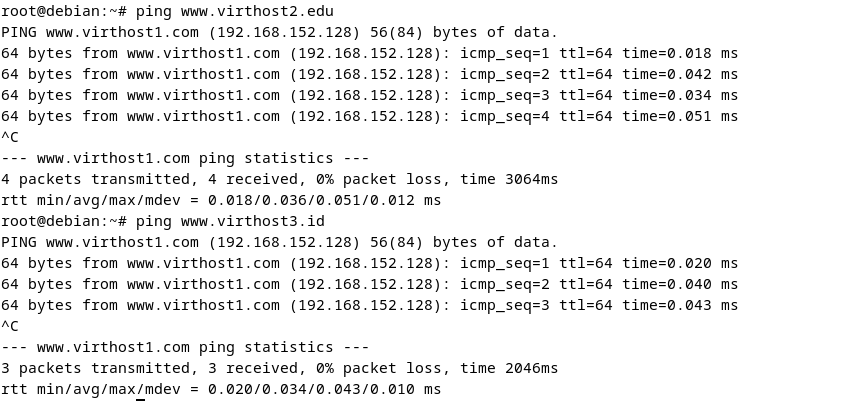 root@debian:~# ping www.virthost2.edu
PING www.virthost1.com (192.168.152.128) 56(84) bytes of data.
64 bytes from www.virthost1.com (192.168.152.128): icmp_seq=1 ttl=64 time=0.018 ms
64 bytes from www.virthost1.com (192.168.152.128): icmp_seq=2 ttl=64 time=0.042 ms
64 bytes from www.virthost1.com (192.168.152.128): icmp_seq=3 ttl=64 time=0.034 ms
64 bytes from www.virthost1.com (192.168.152.128): icmp_seq=4 ttl=64 time=0.051 ms
^C
--- www.virthost1.com ping statistics ---
4 packets transmitted, 4 received, 0% packet loss, time 3064ms
rtt min/avg/max/mdev = 0.018/0.036/0.051/0.012 ms
root@debian:~# ping www.virthost3.id
PING www.virthost1.com (192.168.152.128) 56(84) bytes of data.
64 bytes from www.virthost1.com (192.168.152.128): icmp_seq=1 ttl=64 time=0.020 ms
64 bytes from www.virthost1.com (192.168.152.128): icmp_seq=2 ttl=64 time=0.040 ms
64 bytes from www.virthost1.com (192.168.152.128): icmp_seq=3 ttl=64 time=0.043 ms
^C
--- www.virthost1.com ping statistics ---
3 packets transmitted, 3 received, 0% packet loss, time 2046ms
rtt min/avg/max/mdev = 0.020/0.034/0.043/0.010 ms